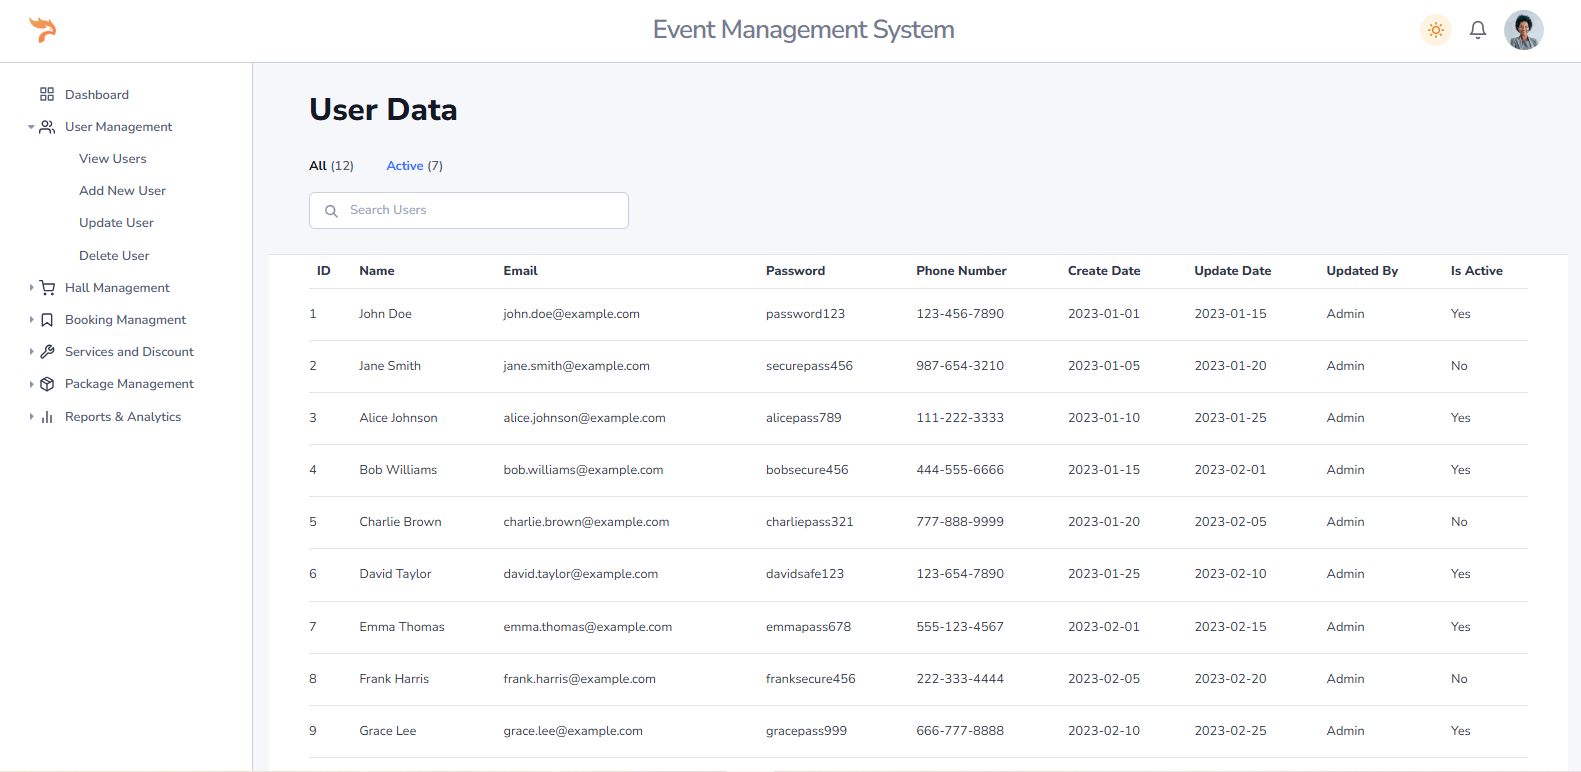 Event Management System
Dashboard
User Management
View Users
Add New User
Update User
Delete User
Hall Management
Booking Managment
Services and Discount
Package Management
Reports & Analytics
User Data
All (12) Active (7)
Search Users
ID Name Email Password Phone Number Create Date Update Date Updated By Is Active
1 John Doe john.doe@example.com password123 123-456-7890 2023-01-01 2023-01-15 Admin Yes
2 Jane Smith jane.smith@example.com securepass456 987-654-3210 2023-01-05 2023-01-20 Admin No
3 Alice Johnson alice.johnson@example.com alicepass789 111-222-3333 2023-01-10 2023-01-25 Admin Yes
4 Bob Williams bob.williams@example.com bobsecure456 444-555-6666 2023-01-15 2023-02-01 Admin Yes
5 Charlie Brown charlie.brown@example.com charliepass321 777-888-9999 2023-01-20 2023-02-05 Admin No
6 David Taylor david.taylor@example.com davidsafe123 123-654-7890 2023-01-25 2023-02-10 Admin Yes
7 Emma Thomas emma.thomas@example.com emmapass678 555-123-4567 2023-02-01 2023-02-15 Admin Yes
8 Frank Harris frank.harris@example.com franksecure456 222-333-4444 2023-02-05 2023-02-20 Admin No
9 Grace Lee grace.lee@example.com gracepass999 666-777-8888 2023-02-10 2023-02-25 Admin Yes